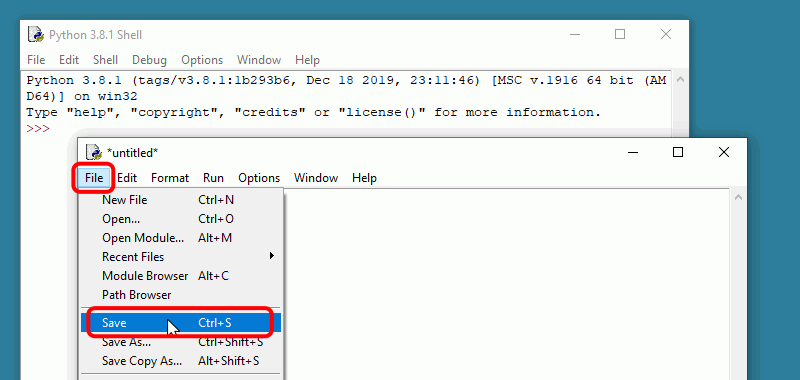 Python 3.8.1 Shell
File Edit Shell Debug Options Window Help
Python 3.8.1 (tags/v3.8.1:1b293b6, Dec 18 2019, 23:11:46) [MSC v.1916 64 bit (AM
D64)] on win32
Type "help", "copyright", "credits" or "license()" for more information.
>>>
*untitled*
File Edit Format Run Options Window Help
New File Ctrl+N
Open... Ctrl+O
Open Module... Alt+M
Recent Files
Module Browser Alt+C
Path Browser
Save Ctrl+S
Save As... Ctrl+Shift+S
Save Copy As... Alt+Shift+S